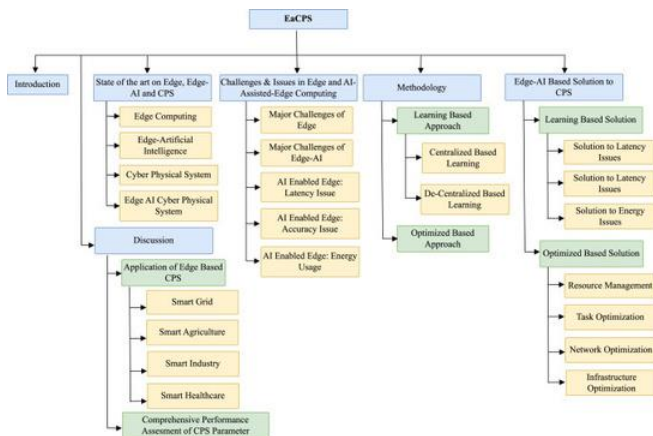 EaCPS
Introduction
State of the art on Edge, Edge-
AI and CPS
Edge Computing
Edge-Artificial
Intelligence
Cyber Physical System
Edge AI Cyber Physical
System
Discussion
Application of Edge Based
CPS
Smart Grid
Smart Agriculture
Smart Industry
Smart Healthcare
Comprehensive Performance
Assesment of CPS Parameter
Challenges & Issues in Edge and AI-
Assisted-Edge Computing
Major Challenges of
Edge
Major Challenges of
Edge-AI
AI Enabled Edge:
Latency Issue
AI Enabled Edge:
Accuracy Issue
AI Enabled Edge: Energy
Usage
Methodology
Learning Based
Approach
Centralized Based
Learning
De-Centralized Based
Learning
Optimized Based
Approach
Edge-AI Based Solution to
CPS
Learning Based Solution
Solution to Latency
Issues
Solution to Latency
Issues
Solution to Energy
Issues
Optimized Based Solution
Resource Management
Task Optimization
Network Optimization
Infrastructure
Optimization